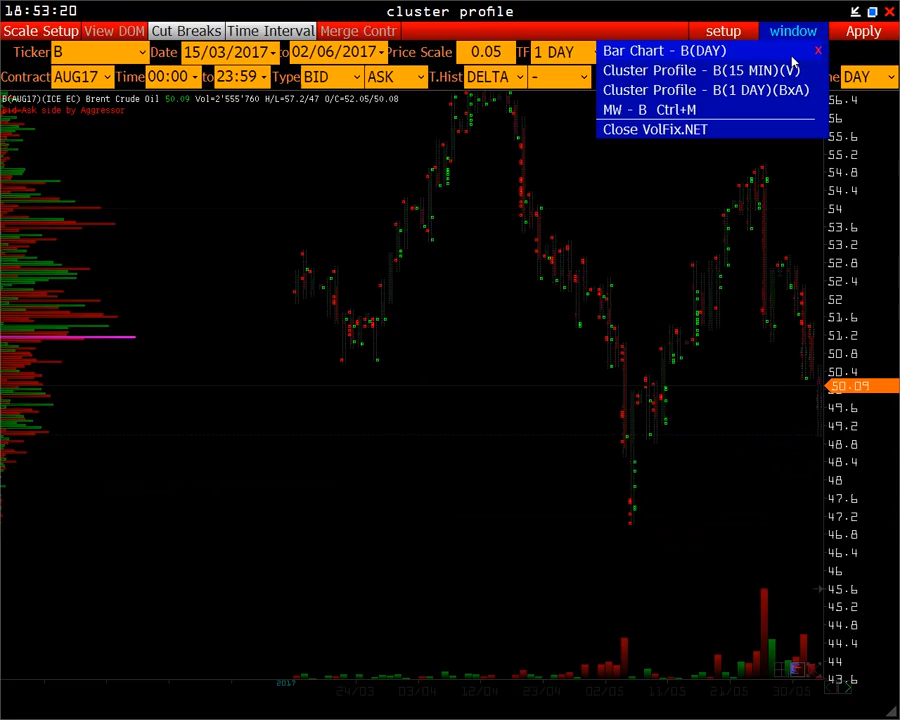 18:53:20 cluster profile
Scale Setup View DOM Cut Breaks Time Interval Merge Contr setup window Apply
Ticker B Date 15/03/2017 to 02/06/2017 Price Scale 0.05 TF 1 DAY
Contract AUG17 Time 00:00 to 23:59 Type BID ASK T.Hist DELTA - DAY
Bar Chart - B(DAY) x
Cluster Profile - B(15 MIN)(V)
Cluster Profile - B(1 DAY)(BxA)
MW - B Ctrl+M
Close VolFix.NET
B(AUG17)(ICE EC) Brent Crude Oil 50.09 Vol=2'555'760 H/L=57.2/47 O/C=52.05/50.08
Bid-Ask side by Aggressor
56.4
56
55.6
55.2
54.8
54.4
54
53.6
53.2
52.8
52.4
52
51.6
51.2
50.8
50.4
50.09
49.6
49.2
48.8
48.4
48
47.6
47.2
46.8
46.4
46
45.6
45.2
44.8
44.4
44
43.6
2017 24/03 03/04 12/04 23/04 02/05 11/05 21/05 30/05